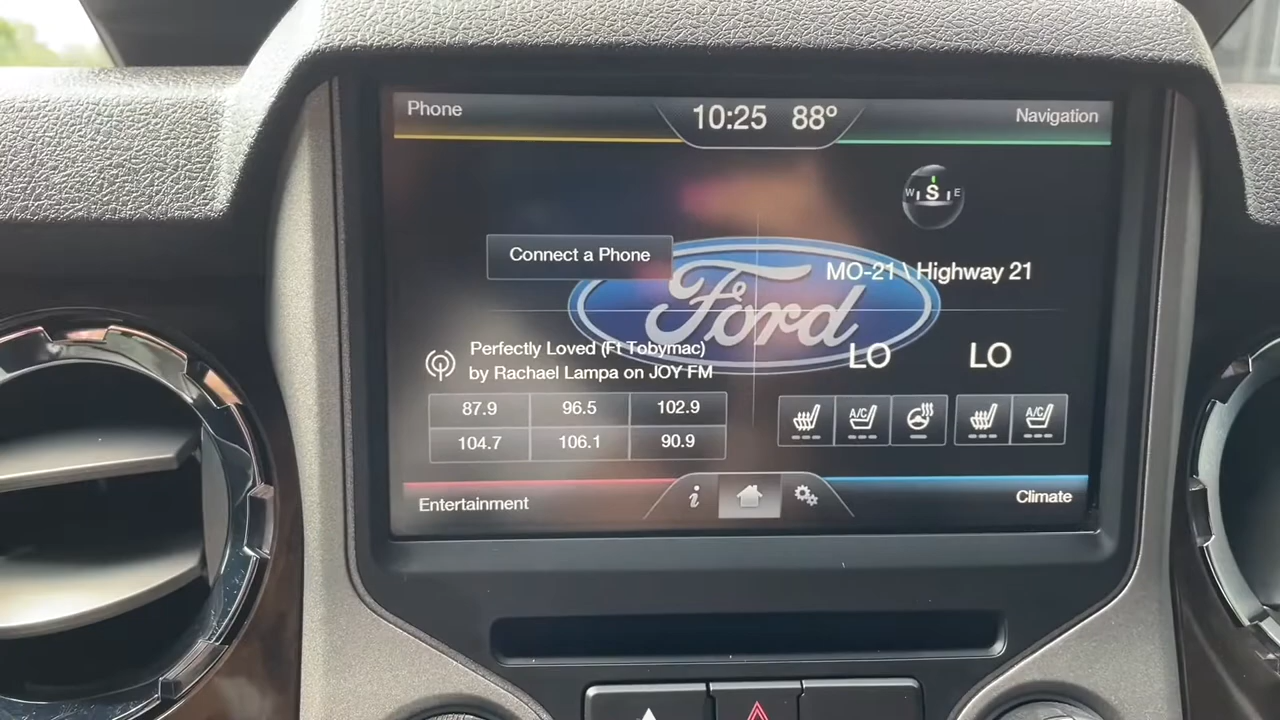 Phone
10:25 88°
Navigation
W S E
Connect a Phone
Ford
MO-21 \ Highway 21
Perfectly Loved (Ft Tobymac)
by Rachael Lampa on JOY FM
LO LO
87.9 96.5 102.9
104.7 106.1 90.9
A/C A/C
Entertainment
i
Climate